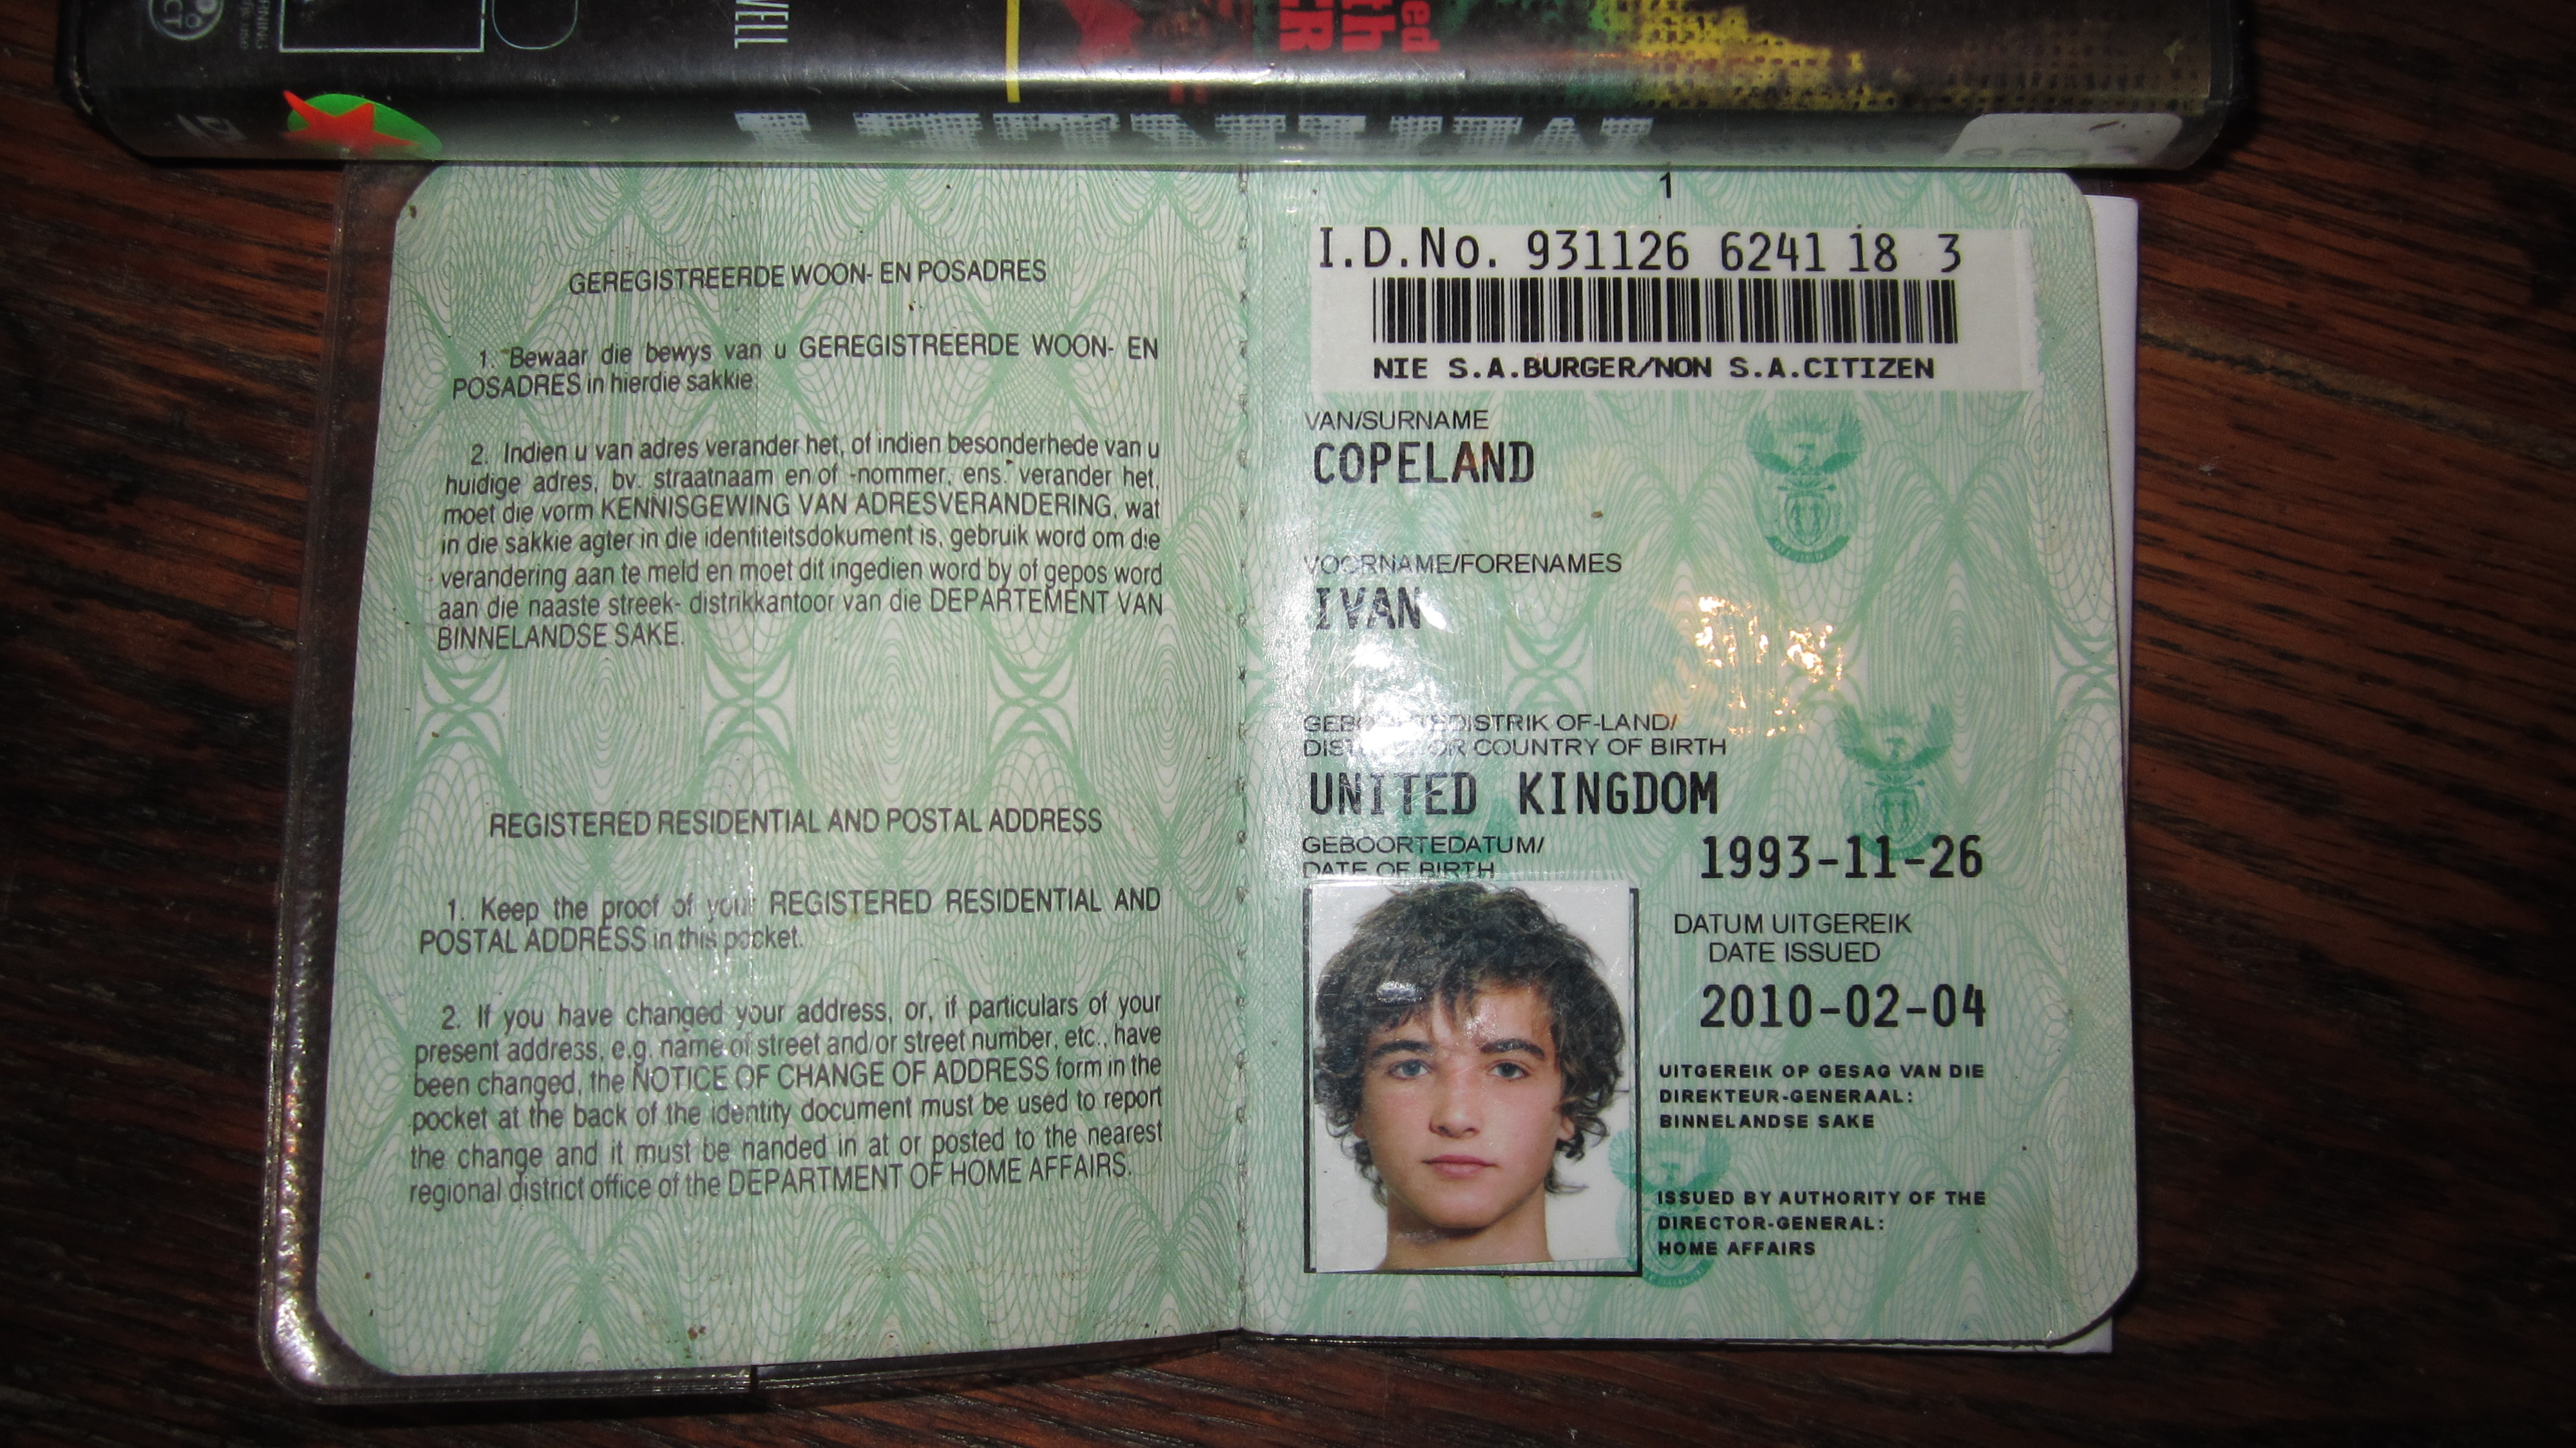 VELL
ed
th
ER
GEREGISTREERDE WOON- EN POSADRES
1. Bewaar die bewys van u GEREGISTREERDE WOON- EN
POSADRES in hierdie sakkie.
2. Indien u van adres verander het, of indien besonderhede van u
huidige adres, bv. straatnaam en of -nommer, ens. verander het,
moet die vorm KENNISGEWING VAN ADRESVERANDERING, wat
in die sakkie agter in die identiteitsdokument is, gebruik word om die
verandering aan te meld en moet dit ingedien word by of gepos word
aan die naaste streek- distrikkantoor van die DEPARTEMENT VAN
BINNELANDSE SAKE.
REGISTERED RESIDENTIAL AND POSTAL ADDRESS
1. Keep the proof of your REGISTERED RESIDENTIAL AND
POSTAL ADDRESS in this pocket.
2. If you have changed your address, or, if particulars of your
present address, e.g. name of street and/or street number, etc., have
been changed, the NOTICE OF CHANGE OF ADDRESS form in the
pocket at the back of the identity document must be used to report
the change and it must be handed in at or posted to the nearest
regional district office of the DEPARTMENT OF HOME AFFAIRS.
1
I.D.No. 931126 6241 18 3
NIE S.A.BURGER/NON S.A.CITIZEN
VAN/SURNAME
COPELAND
VOORNAME/FORENAMES
IVAN
GEBOORTEDISTRIK OF-LAND/
DISTRICT OR COUNTRY OF BIRTH
UNITED KINGDOM
GEBOORTEDATUM/
DATE OF BIRTH
1993-11-26
DATUM UITGEREIK
DATE ISSUED
2010-02-04
UITGEREIK OP GESAG VAN DIE
DIREKTEUR-GENERAAL:
BINNELANDSE SAKE
ISSUED BY AUTHORITY OF THE
DIRECTOR-GENERAL:
HOME AFFAIRS